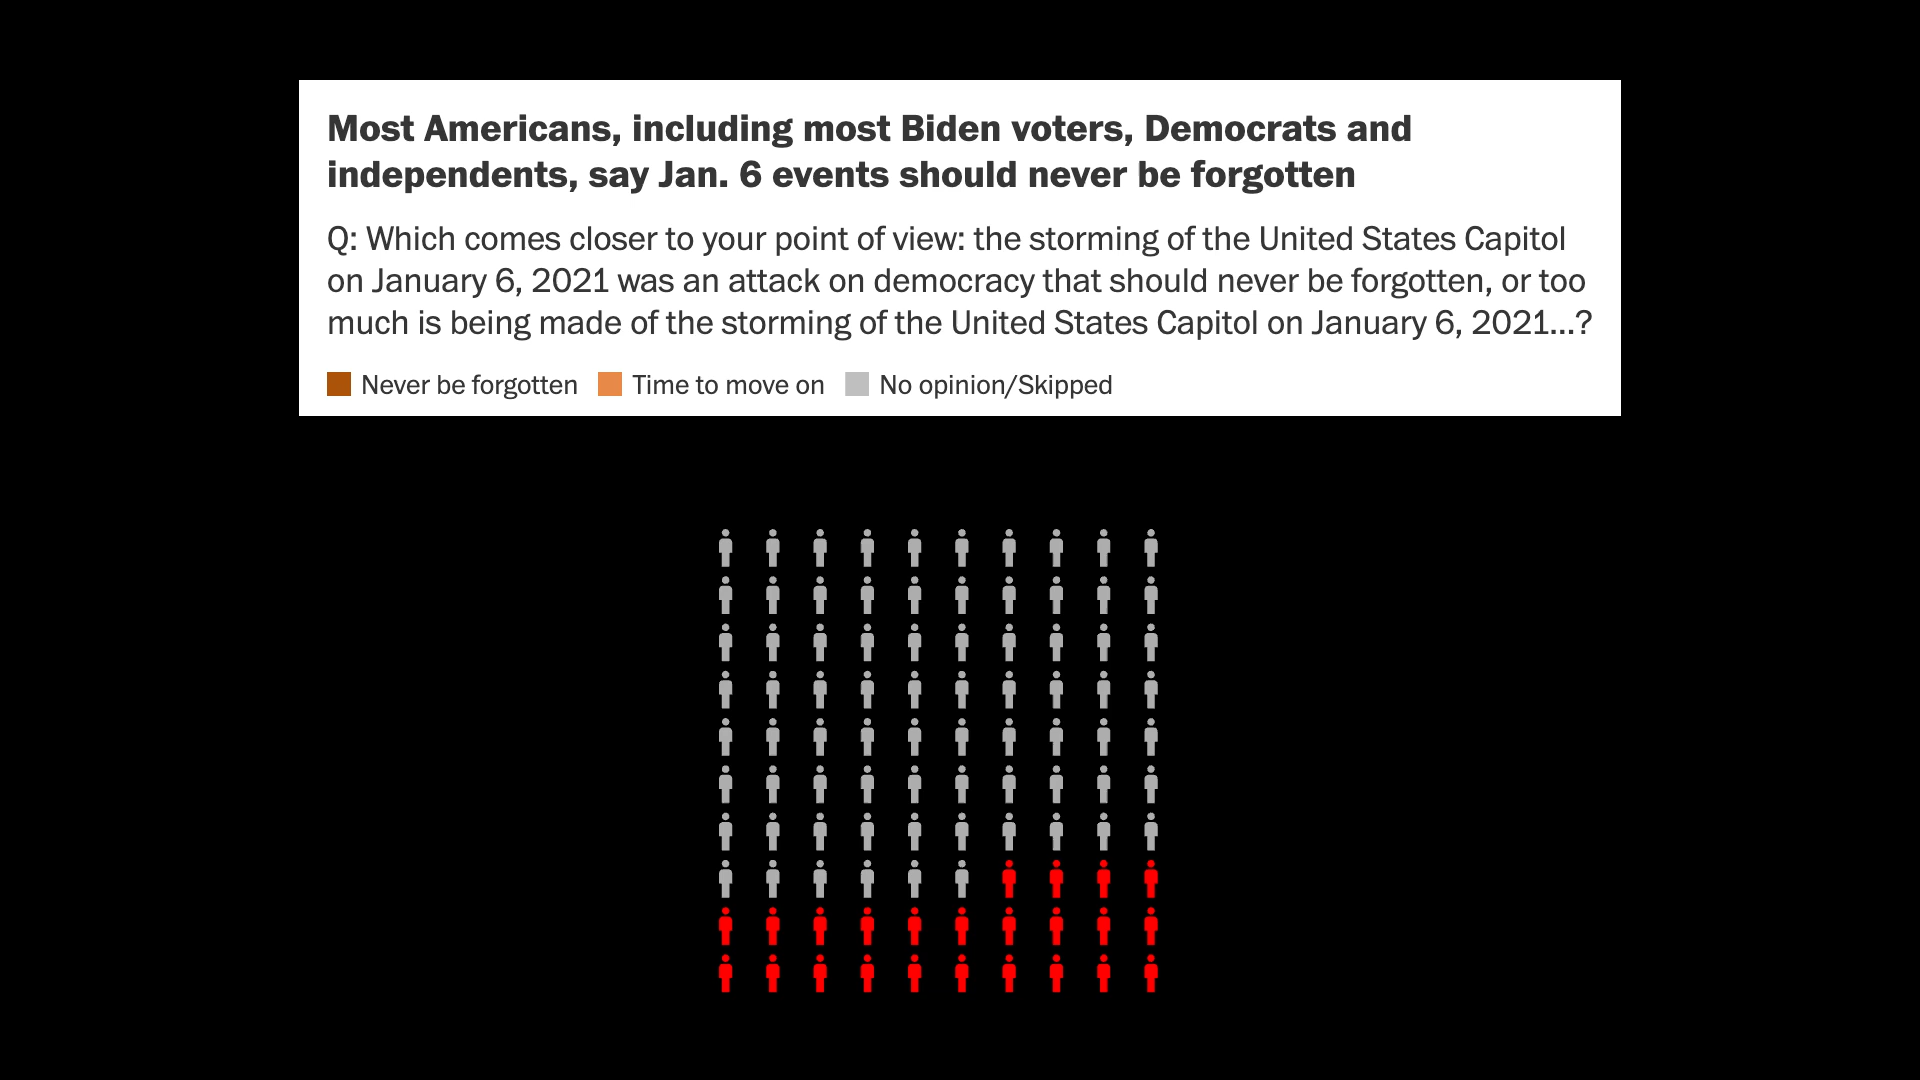 Most Americans, including most Biden voters, Democrats and
independents, say Jan. 6 events should never be forgotten
Q: Which comes closer to your point of view: the storming of the United States Capitol
on January 6, 2021 was an attack on democracy that should never be forgotten, or too
much is being made of the storming of the United States Capitol on January 6, 2021...?
Never be forgotten Time to move on No opinion/Skipped